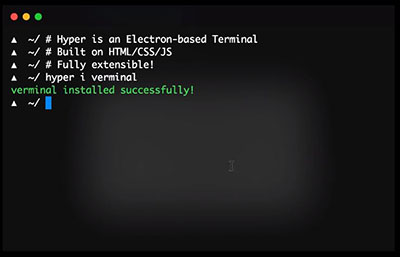 ▲ ~/ # Hyper is an Electron-based Terminal
▲ ~/ # Built on HTML/CSS/JS
▲ ~/ # Fully extensible!
▲ ~/ hyper i verminal
verminal installed successfully!
▲ ~/